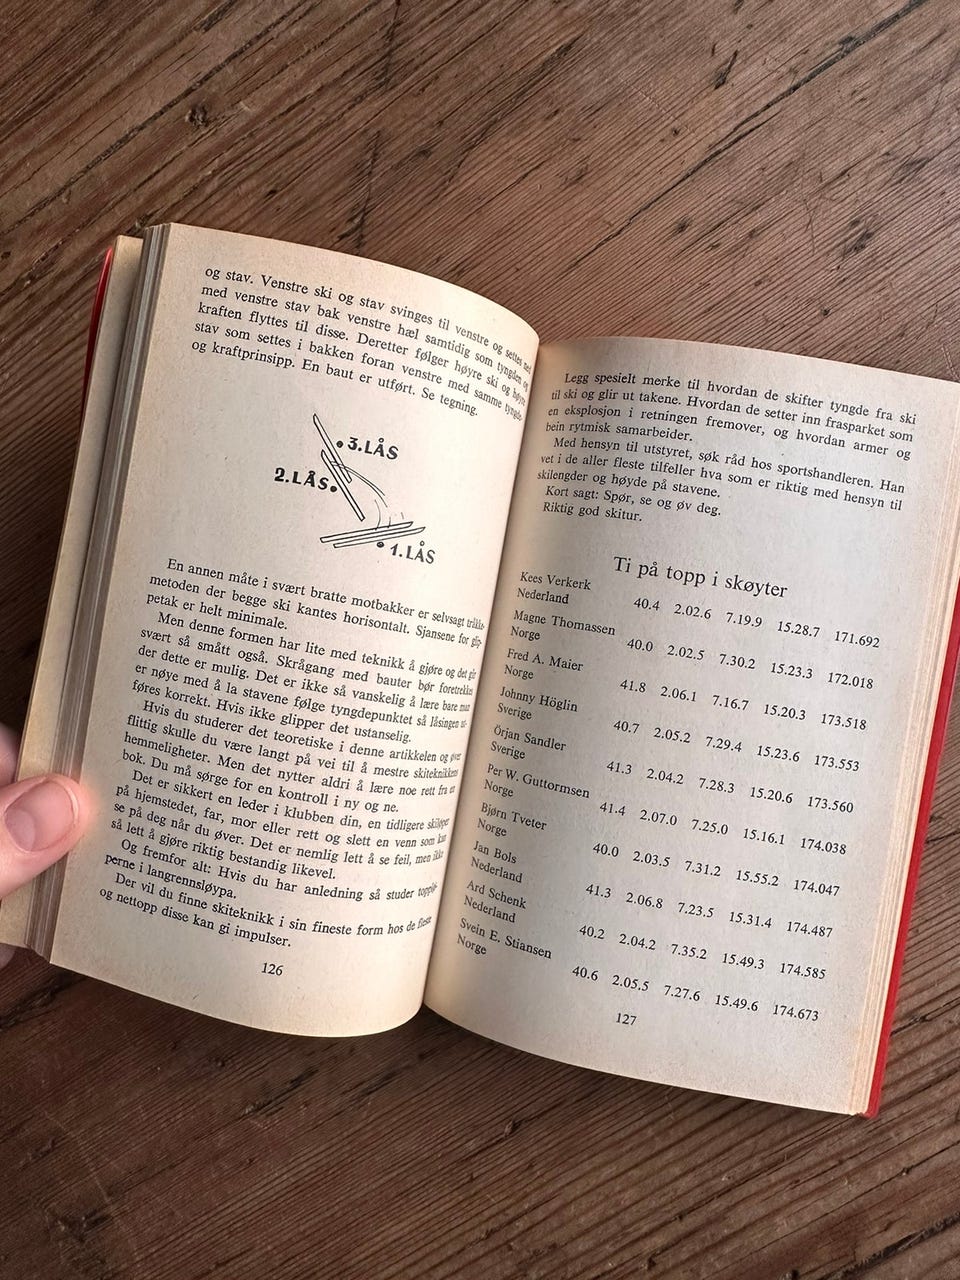 og stav. Venstre ski og stav svinges til venstre og settes ned
med venstre stav bak venstre hæl samtidig som tyngden og
kraften flyttes til disse. Deretter følger høyre ski og høyre
stav som settes i bakken foran venstre med samme tyngde-
og kraftprinsipp. En baut er utført. Se tegning.
3.LÅS
2.LÅS
1.LÅS
En annen måte i svært bratte motbakker er selvsagt tråkke-
metoden der begge ski kantes horisontalt. Sjansene for glip-
petak er helt minimale.
Men denne formen har lite med teknikk å gjøre og det går
svært så smått også. Skrågang med bauter bør foretrekkes
der dette er mulig. Det er ikke så vanskelig å lære bare man
er nøye med å la stavene følge tyngdepunktet så låsingen ut-
føres korrekt. Hvis ikke glipper det ustanselig.
Hvis du studerer det teoretiske i denne artikkelen og øver
flittig skulle du være langt på vei til å mestre skiteknikkens
hemmeligheter. Men det nytter aldri å lære noe rett fra en
bok. Du må sørge for en kontroll i ny og ne.
Det er sikkert en leder i klubben din, en tidligere skiløper
på hjemstedet, far, mor eller rett og slett en venn som kan
se på deg når du øver. Det er nemlig lett å se feil, men ikke
så lett å gjøre riktig bestandig likevel.
Og fremfor alt: Hvis du har anledning så studer toppløp-
perne i langrennsløypa.
Der vil du finne skiteknikk i sin fineste form hos de fleste
og nettopp disse kan gi impulser.
126
Legg spesielt merke til hvordan de skifter tyngde fra ski
til ski og glir ut takene. Hvordan de setter inn frasparket som
en eksplosjon i retningen fremover, og hvordan armer og
bein rytmisk samarbeider.
Med hensyn til utstyret, søk råd hos sportshandleren. Han
vet i de aller fleste tilfeller hva som er riktig med hensyn til
skilengder og høyde på stavene.
Kort sagt: Spør, se og øv deg.
Riktig god skitur.
Ti på topp i skøyter
Kees Verkerk
Nederland 40.4 2.02.6 7.19.9 15.28.7 171.692
Magne Thomassen
Norge 40.0 2.02.5 7.30.2 15.23.3 172.018
Fred A. Maier
Norge 41.8 2.06.1 7.16.7 15.20.3 173.518
Johnny Höglin
Sverige 40.7 2.05.2 7.29.4 15.23.6 173.553
Örjan Sandler
Sverige 41.3 2.04.2 7.28.3 15.20.6 173.560
Per W. Guttormsen
Norge 41.4 2.07.0 7.25.0 15.16.1 174.038
Bjørn Tveter
Norge 40.0 2.03.5 7.31.2 15.55.2 174.047
Jan Bols
Nederland 41.3 2.06.8 7.23.5 15.31.4 174.487
Ard Schenk
Nederland 40.2 2.04.2 7.35.2 15.49.3 174.585
Svein E. Stiansen
Norge 40.6 2.05.5 7.27.6 15.49.6 174.673
127